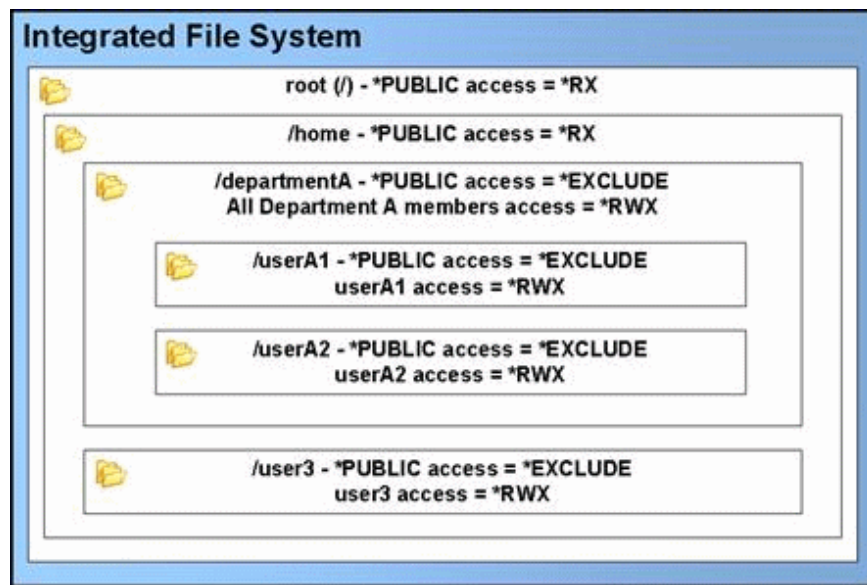 Integrated File System
root (/) - *PUBLIC access = *RX
/home - *PUBLIC access = *RX
/departmentA - *PUBLIC access = *EXCLUDE
All Department A members access = *RWX
/userA1 - *PUBLIC access = *EXCLUDE
userA1 access = *RWX
/userA2 - *PUBLIC access = *EXCLUDE
userA2 access = *RWX
/user3 - *PUBLIC access = *EXCLUDE
user3 access = *RWX